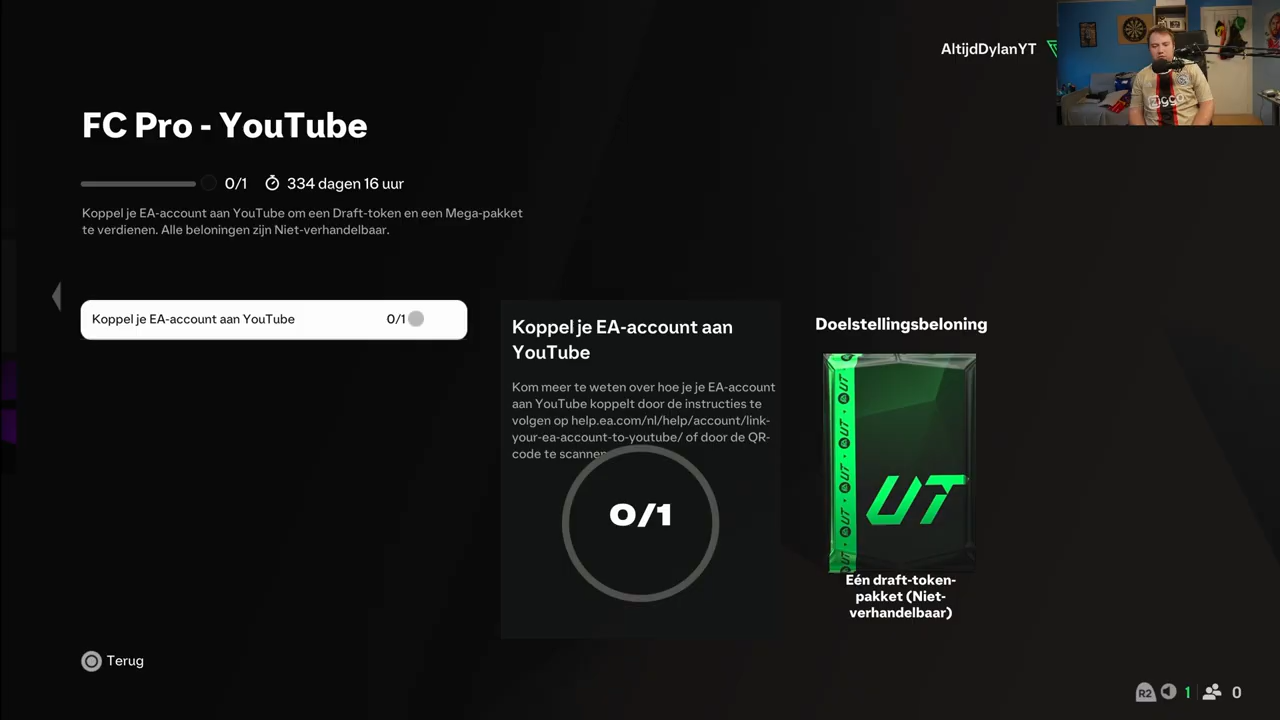 AltijdDylanYT
ziggo
FC Pro - YouTube
0/1
334 dagen 16 uur
Koppel je EA-account aan YouTube om een Draft-token en een Mega-pakket
te verdienen. Alle beloningen zijn Niet-verhandelbaar.
Koppel je EA-account aan YouTube
0/1
Koppel je EA-account aan
YouTube
Kom meer te weten over hoe je je EA-account
aan YouTube koppelt door de instructies te
volgen op help.ea.com/nl/help/account/link-
your-ea-account-to-youtube/ of door de QR-
code te scannen
0/1
Doelstellingsbeloning
UT
UT
UT
UT
UT
Eén draft-token-
pakket (Niet-
verhandelbaar)
Terug
R2
1
0